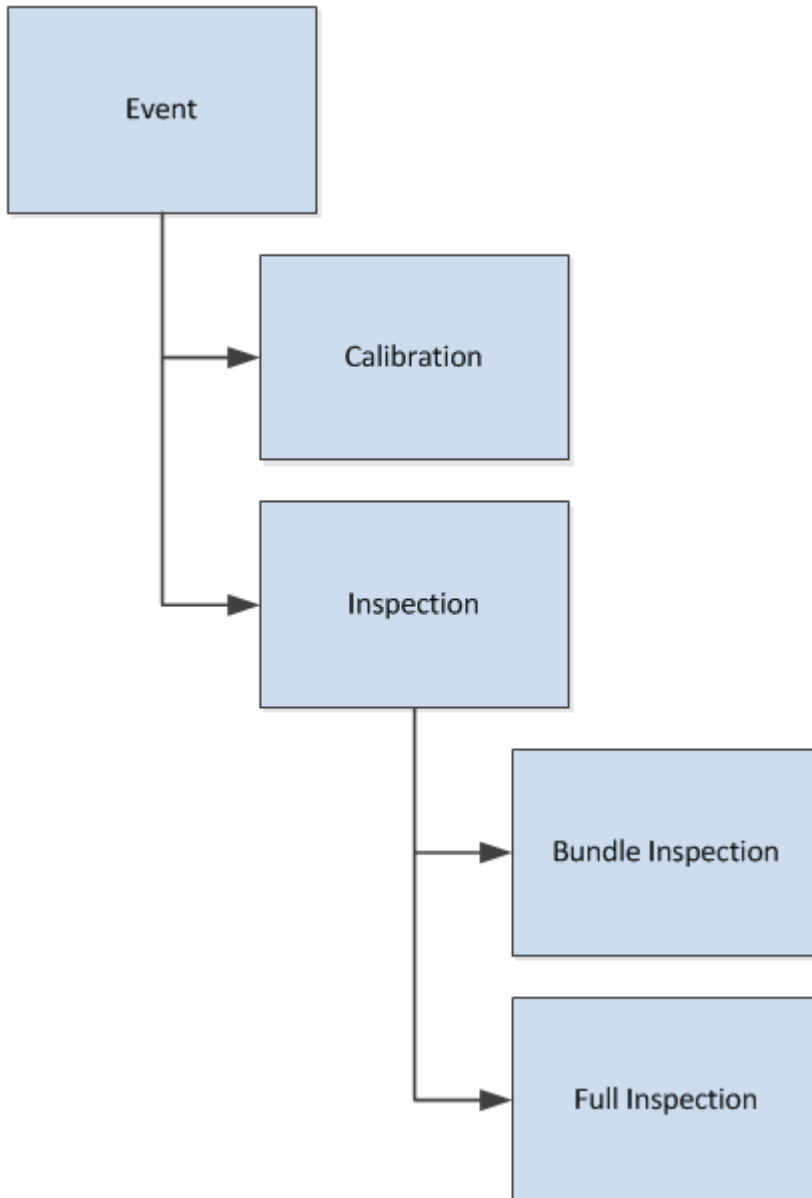 Event
Calibration
Inspection
Bundle Inspection
Full Inspection